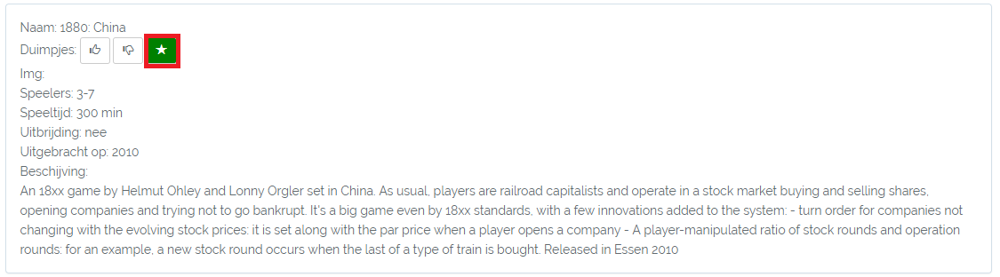 Naam: 1880: China
Duimpjes:
Img:
Speelers: 3-7
Speeltijd: 300 min
Uitbrijding: nee
Uitgebracht op: 2010
Beschijving:
An 18xx game by Helmut Ohley and Lonny Orgler set in China. As usual, players are railroad capitalists and operate in a stock market buying and selling shares,
opening companies and trying not to go bankrupt. It's a big game even by 18xx standards, with a few innovations added to the system: - turn order for companies not
changing with the evolving stock prices: it is set along with the par price when a player opens a company - A player-manipulated ratio of stock rounds and operation
rounds: for an example, a new stock round occurs when the last of a type of train is bought. Released in Essen 2010